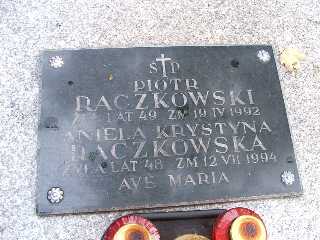 Ś P
PIOTR
RACZKOWSKI
LAT 49 ZM 19 IV 1992
ANIELA KRYSTYNA
RACZKOWSKA
ŻYŁA LAT 48 ZM 12 VII 1994
AVE MARIA